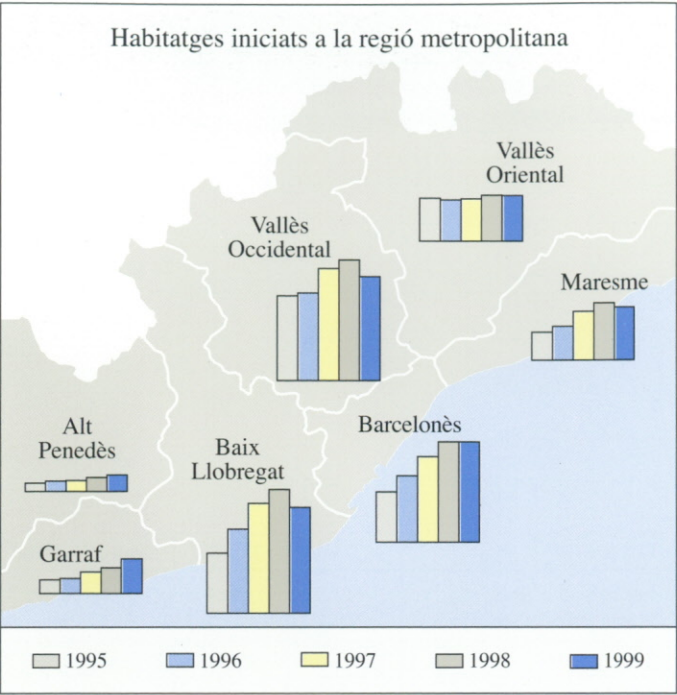 Habitatges iniciats a la regió metropolitana
Vallès
Oriental
Vallès
Occidental
Maresme
Alt
Penedès
Baix
Llobregat
Barcelonès
Garraf
1995
1996
1997
1998
1999